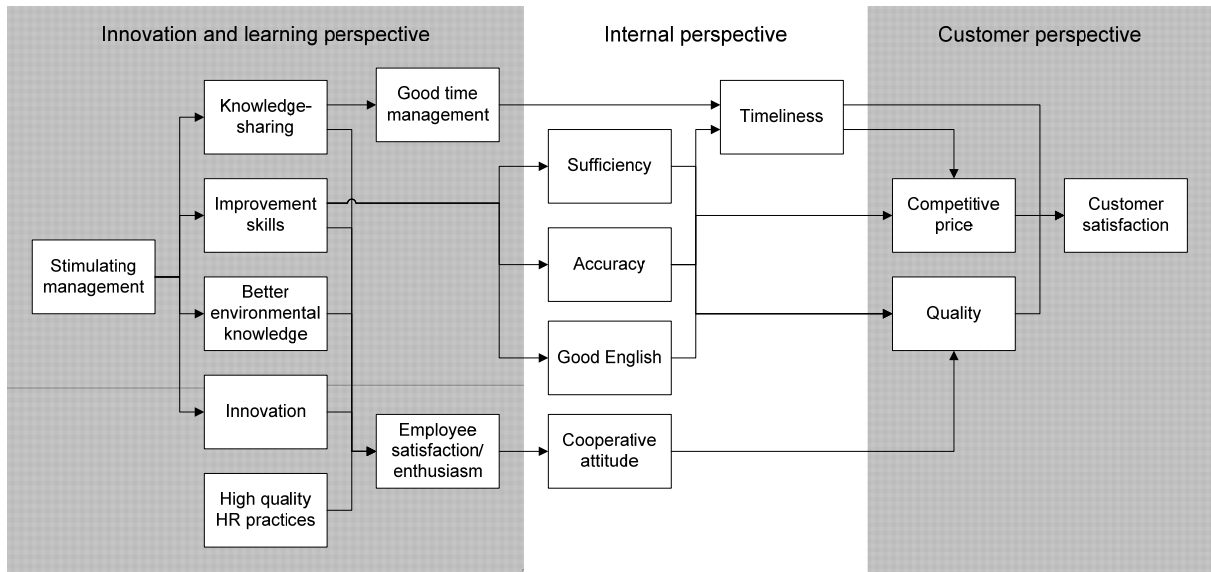 Innovation and learning perspective
Internal perspective
Customer perspective
Knowledge-
sharing
Good time
management
Timeliness
Sufficiency
Improvement
skills
Competitive
price
Customer
satisfaction
Stimulating
management
Accuracy
Better
environmental
knowledge
Quality
Good English
Innovation
Employee
satisfaction/
enthusiasm
Cooperative
attitude
High quality
HR practices